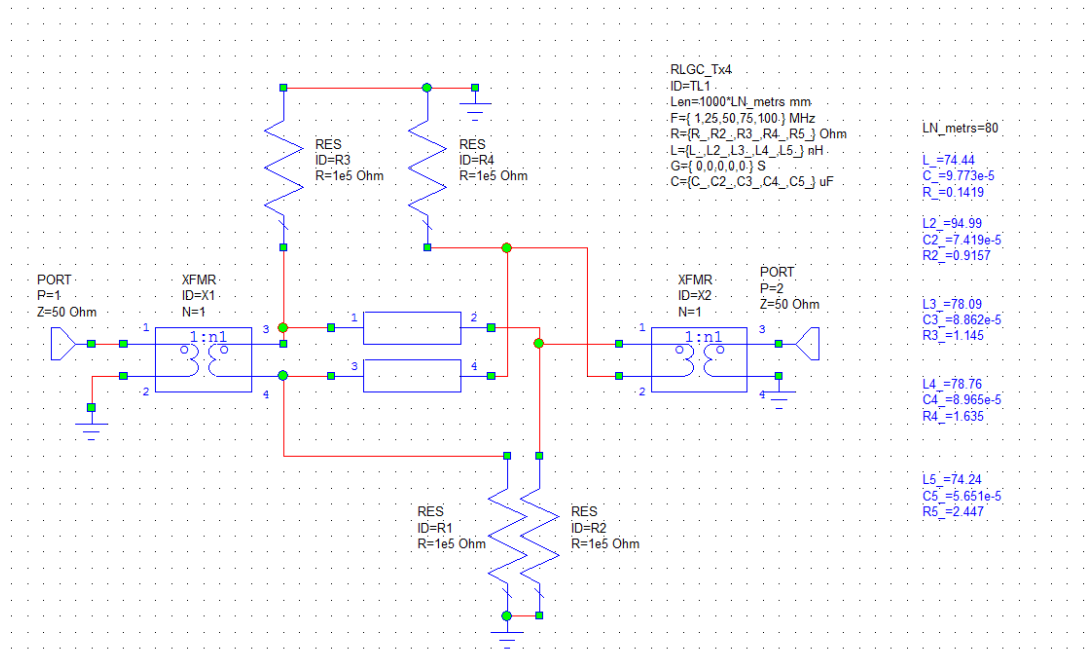 RLGC_Tx4
ID=TL1
Len=1000*LN_metrs mm
F={ 1,25,50,75,100 } MHz
R={R_,R2_,R3_,R4_,R5_} Ohm
L={L_,L2_,L3_,L4_,L5_} nH
G={ 0,0,0,0,0 } S
C={C_,C2_,C3_,C4_,C5_} uF
LN_metrs=80
L_=74.44
C_=9.773e-5
R_=0.1419
L2_=94.99
C2_=7.419e-5
R2_=0.9157
L3_=78.09
C3_=8.862e-5
R3_=1.145
L4_=78.76
C4_=8.965e-5
R4_=1.635
L5_=74.24
C5_=5.651e-5
R5_=2.447
RES
ID=R3
R=1e5 Ohm
RES
ID=R4
R=1e5 Ohm
PORT
P=1
Z=50 Ohm
XFMR
ID=X1
N=1
1
2
3
4
1:n1
1
2
3
4
XFMR
ID=X2
N=1
1
2
3
4
1:n1
PORT
P=2
Z=50 Ohm
RES
ID=R1
R=1e5 Ohm
RES
ID=R2
R=1e5 Ohm